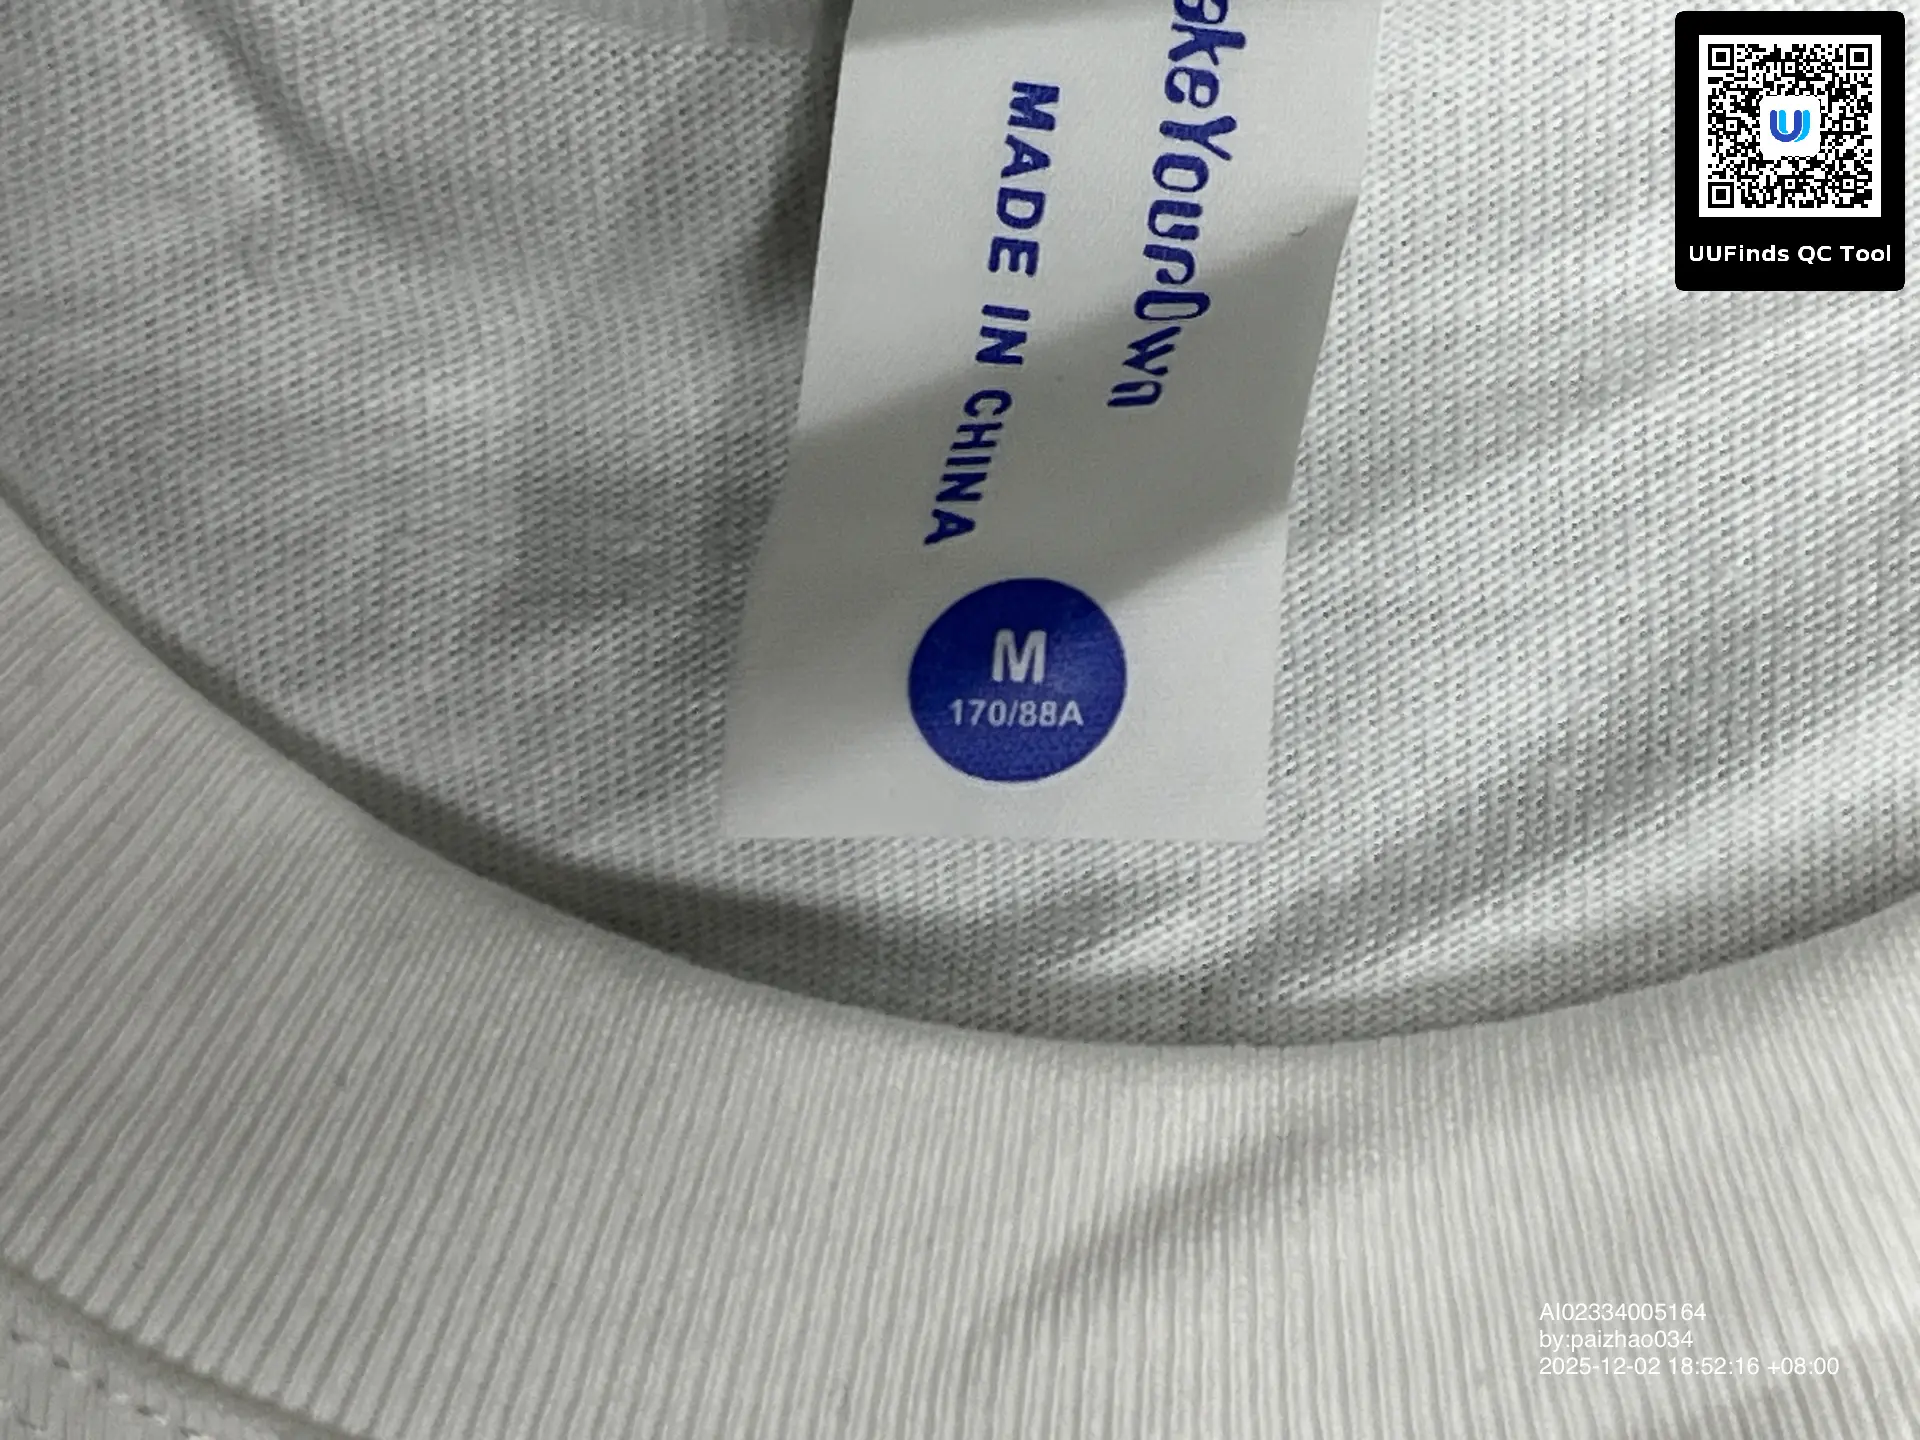 akeYourOwn
MADE IN CHINA
M
170/88A
UUFinds QC Tool
AI02334005164
by:paizhao034
2025-12-02 18:52:16 +08:00